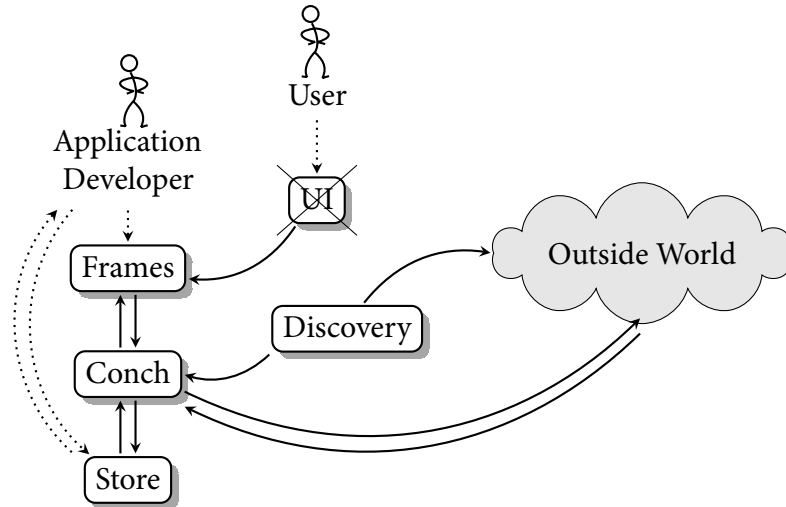 User
Application
Developer
UI
Frames
Outside World
Discovery
Conch
Store